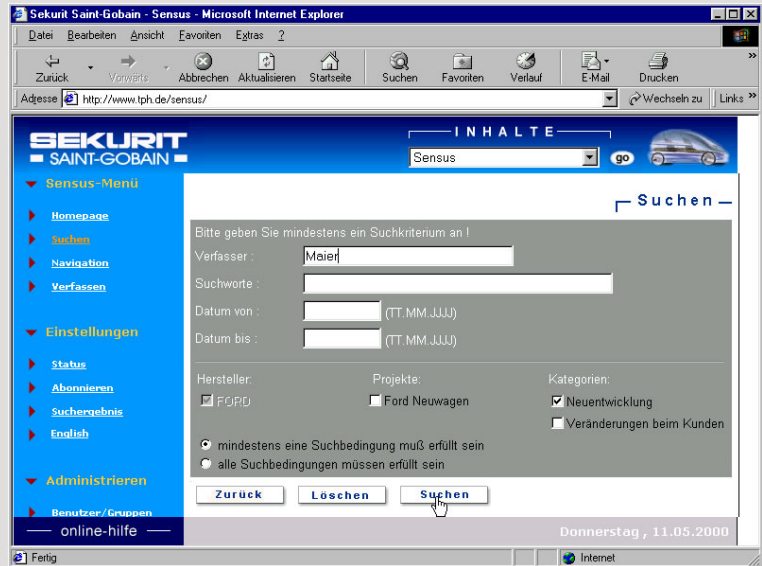 Sekurit Saint-Gobain - Sensus - Microsoft Internet Explorer
Datei Bearbeiten Ansicht Favoriten Extras ?
Zurück Vorwärts Abbrechen Aktualisieren Startseite Suchen Favoriten Verlauf E-Mail Drucken »
Adresse http://www.tph.de/sensus/ Wechseln zu Links »
SEKURIT
SAINT-GOBAIN
INHALTE
Sensus go
Sensus-Menü
Homepage
Suchen
Navigation
Verfassen
Einstellungen
Status
Abonnieren
Suchergebnis
English
Administrieren
Benutzer/Gruppen
online-hilfe
Suchen
Bitte geben Sie mindestens ein Suchkriterium an !
Verfasser : Maier
Suchworte :
Datum von : (TT.MM.JJJJ)
Datum bis : (TT.MM.JJJJ)
Hersteller: Projekte: Kategorien:
FORD Ford Neuwagen Neuentwicklung
Veränderungen beim Kunden
mindestens eine Suchbedingung muß erfüllt sein
alle Suchbedingungen müssen erfüllt sein
Zurück Löschen Suchen
Donnerstag , 11.05.2000
Fertig Internet